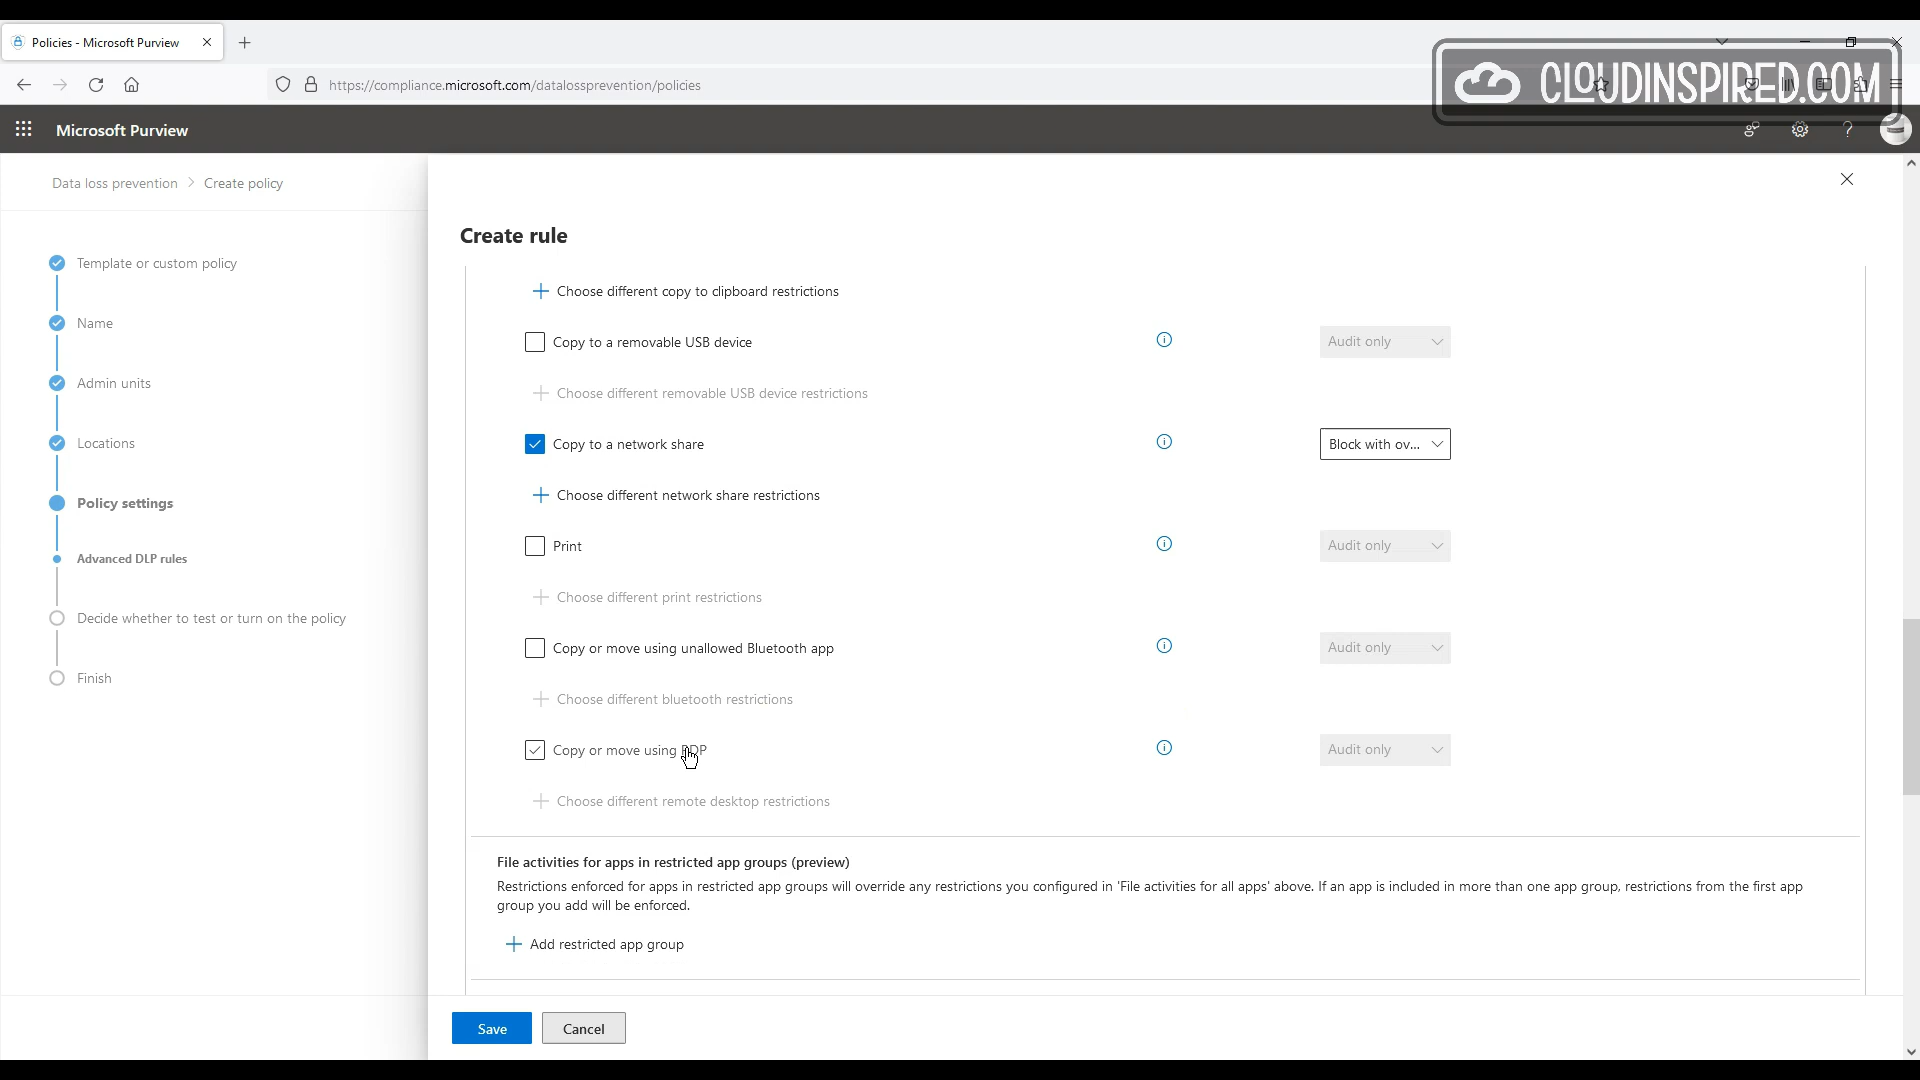 Policies - Microsoft Purview
https://compliance.microsoft.com/datalossprevention/policies
CLOUDINSPIRED.COM
Microsoft Purview
Data loss prevention > Create policy
Template or custom policy
Name
Admin units
Locations
Policy settings
Advanced DLP rules
Decide whether to test or turn on the policy
Finish
Create rule
Choose different copy to clipboard restrictions
Copy to a removable USB device
Audit only
Choose different removable USB device restrictions
Copy to a network share
Block with ov...
Choose different network share restrictions
Print
Audit only
Choose different print restrictions
Copy or move using unallowed Bluetooth app
Audit only
Choose different bluetooth restrictions
Copy or move using RDP
Audit only
Choose different remote desktop restrictions
File activities for apps in restricted app groups (preview)
Restrictions enforced for apps in restricted app groups will override any restrictions you configured in 'File activities for all apps' above. If an app is included in more than one app group, restrictions from the first app
group you add will be enforced.
Add restricted app group
Save
Cancel